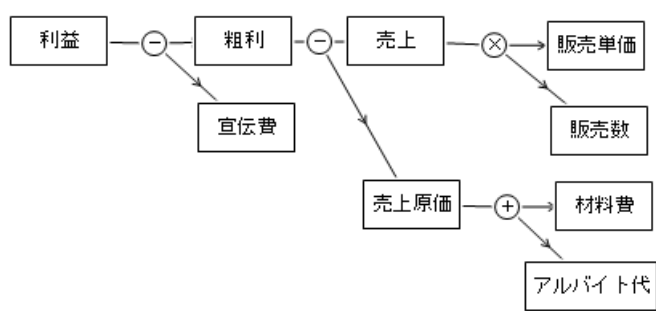 利益
粗利
売上
販売単価
宣伝費
販売数
売上原価
材料費
アルバイト代